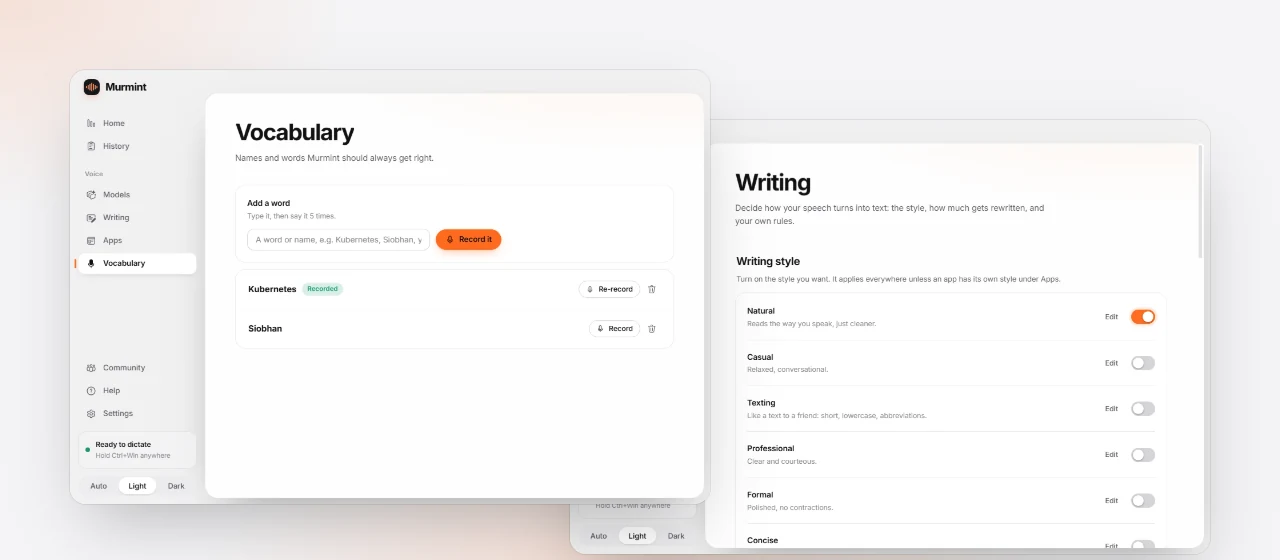 Murmint
Home
History
Voice
Models
Writing
Apps
Vocabulary
Community
Help
Settings
Ready to dictate
Hold Ctrl+Win anywhere
Auto
Light
Dark
Vocabulary
Names and words Murmint should always get right.
Add a word
Type it, then say it 5 times.
A word or name, e.g. Kubernetes, Siobhan, y
Record it
Kubernetes
Recorded
Re-record
Siobhan
Record
Writing
Decide how your speech turns into text: the style, how much gets rewritten, and
your own rules.
Writing style
Turn on the style you want. It applies everywhere unless an app has its own style under Apps.
Natural
Reads the way you speak, just cleaner.
Edit
Casual
Relaxed, conversational.
Edit
Texting
Like a text to a friend: short, lowercase, abbreviations.
Edit
Professional
Clear and courteous.
Edit
Formal
Polished, no contractions.
Edit
Concise
Edit
Hold Ctrl+Win anywhere
Auto
Light
Dark